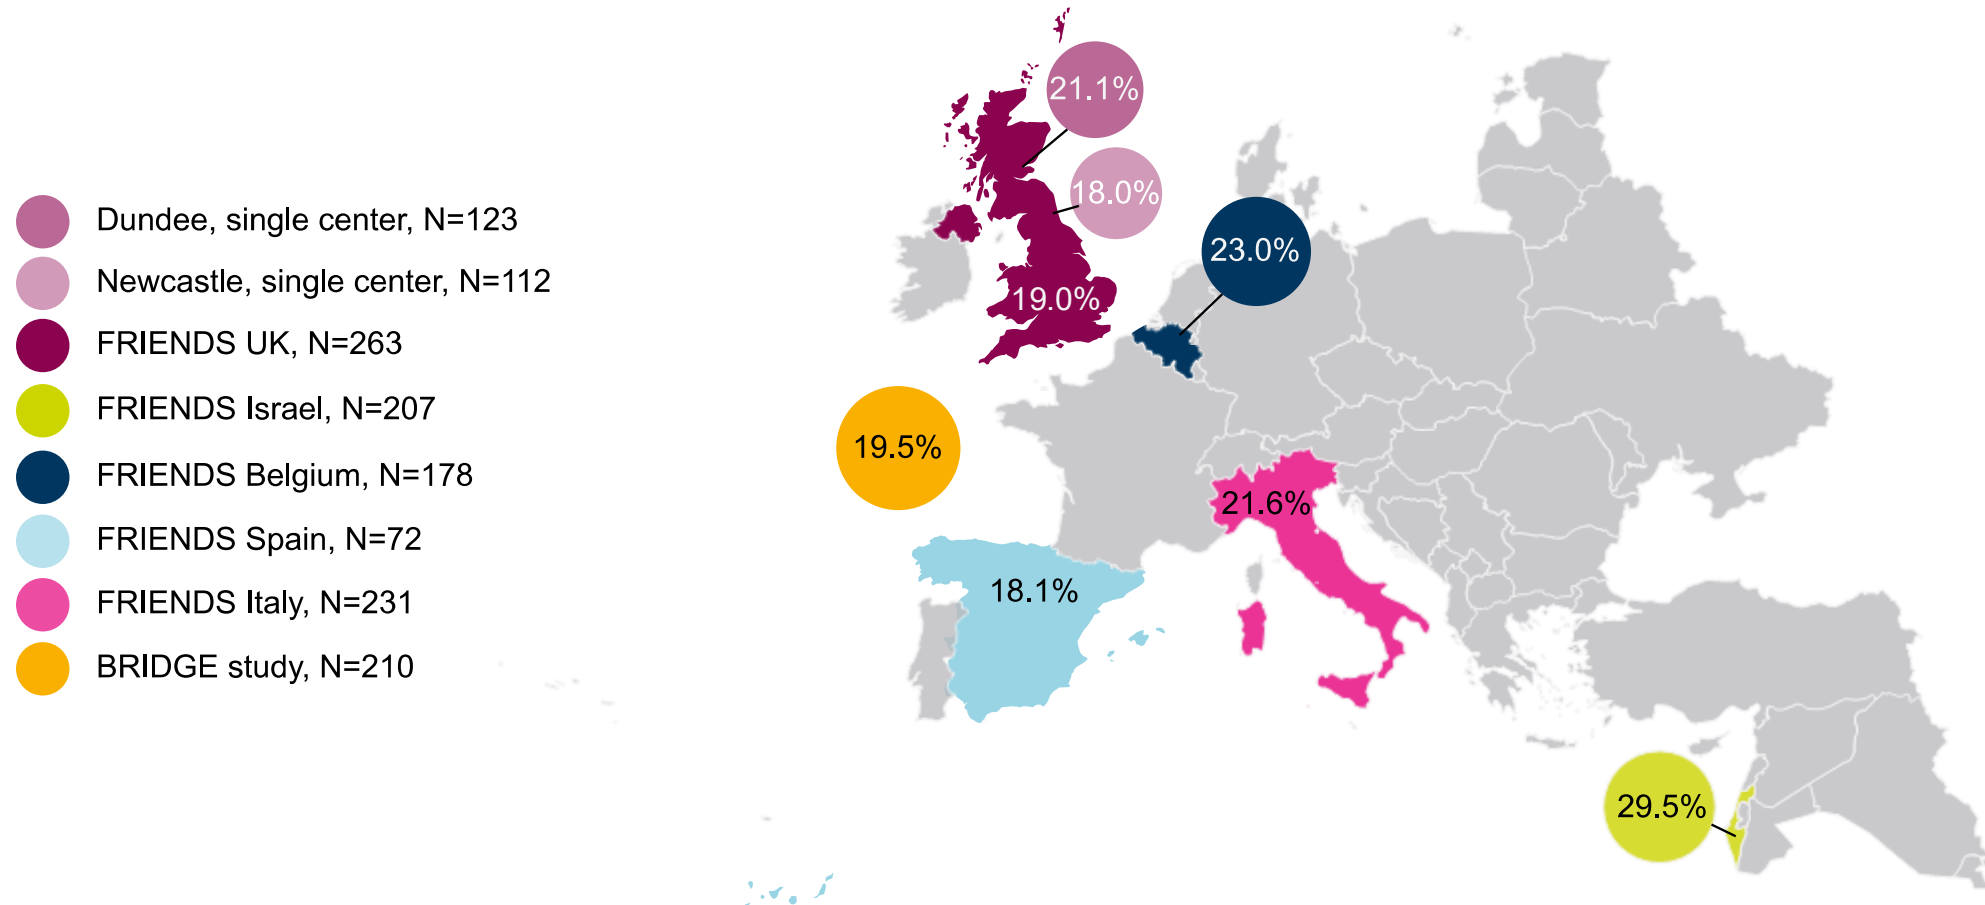 Dundee, single center, N=123
Newcastle, single center, N=112
FRIENDS UK, N=263
FRIENDS Israel, N=207
FRIENDS Belgium, N=178
FRIENDS Spain, N=72
FRIENDS Italy, N=231
BRIDGE study, N=210
21.1%
18.0%
23.0%
19.0%
19.5%
21.6%
18.1%
29.5%